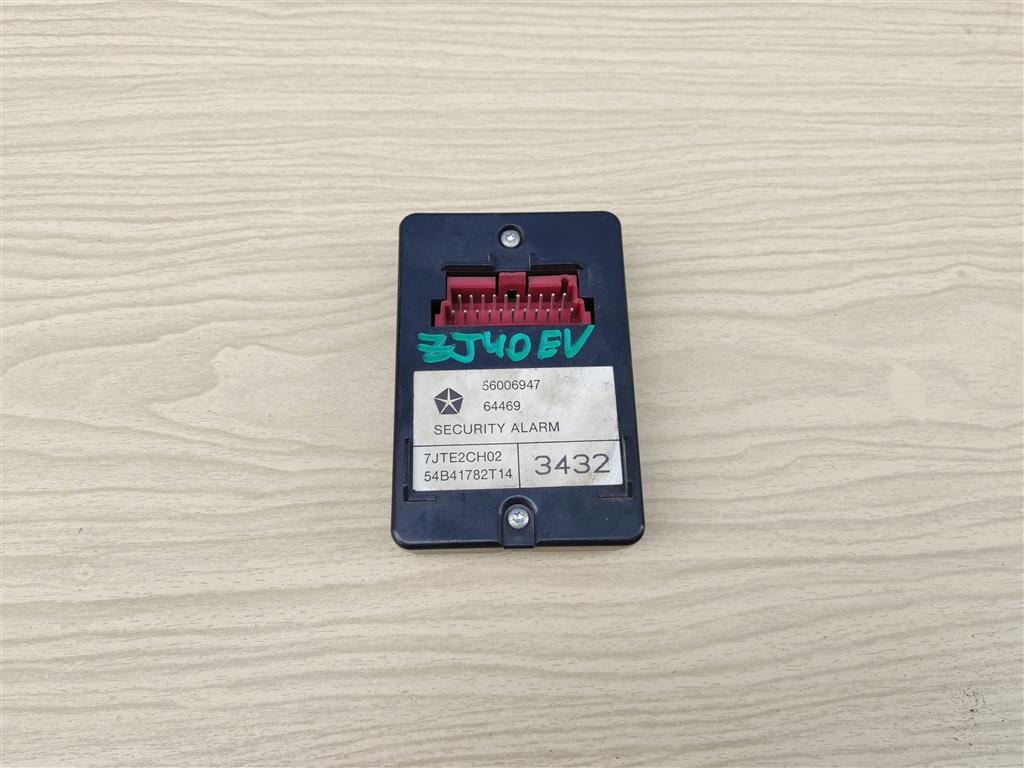 ZJ40EV
56006947
64469
SECURITY ALARM
7JTE2CH02
54B41782T14
3432